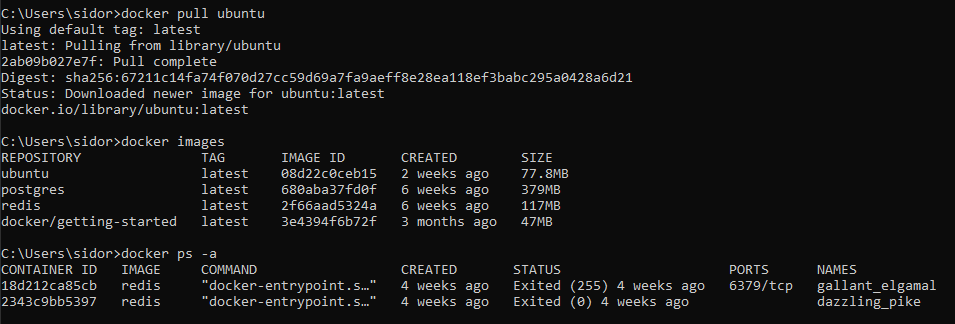 C:\Users\sidor>docker pull ubuntu
Using default tag: latest
latest: Pulling from library/ubuntu
2ab09b027e7f: Pull complete
Digest: sha256:67211c14fa74f070d27cc59d69a7fa9aeff8e28ea118ef3babc295a0428a6d21
Status: Downloaded newer image for ubuntu:latest
docker.io/library/ubuntu:latest
C:\Users\sidor>docker images
REPOSITORY TAG IMAGE ID CREATED SIZE
ubuntu latest 08d22c0ceb15 2 weeks ago 77.8MB
postgres latest 680aba37fd0f 6 weeks ago 379MB
redis latest 2f66aad5324a 6 weeks ago 117MB
docker/getting-started latest 3e4394f6b72f 3 months ago 47MB
C:\Users\sidor>docker ps -a
CONTAINER ID IMAGE COMMAND CREATED STATUS PORTS NAMES
18d212ca85cb redis "docker-entrypoint.s…" 4 weeks ago Exited (255) 4 weeks ago 6379/tcp gallant_elgamal
2343c9bb5397 redis "docker-entrypoint.s…" 4 weeks ago Exited (0) 4 weeks ago dazzling_pike